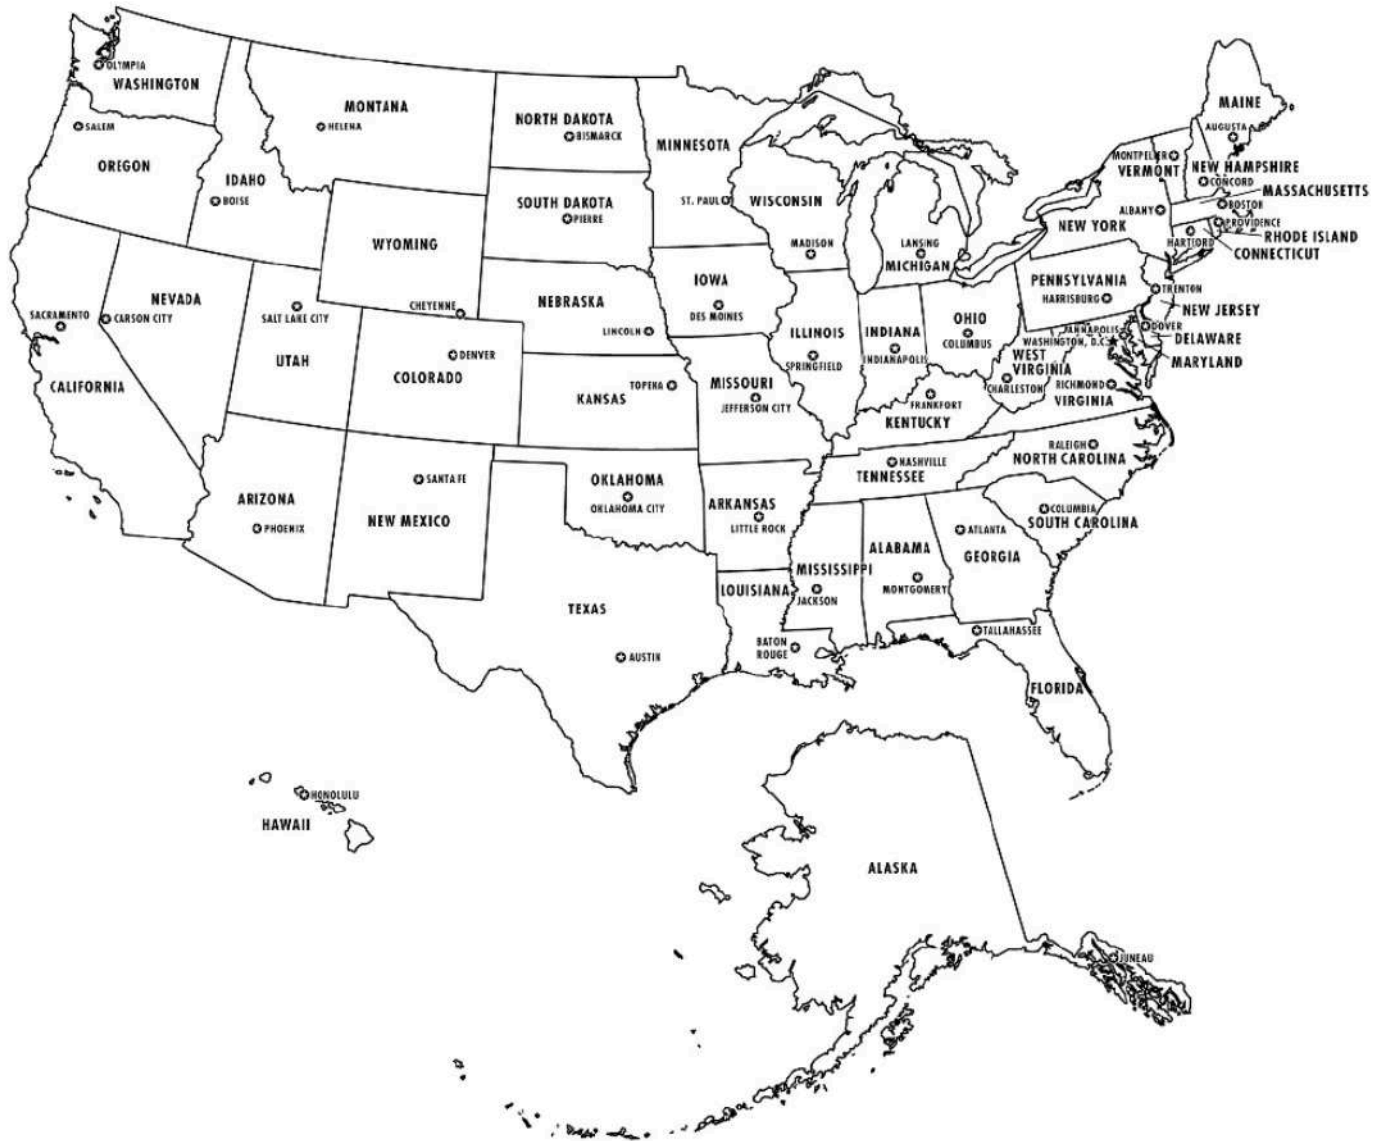 OLYMPIA
WASHINGTON
SALEM
OREGON
MONTANA
HELENA
IDAHO
BOISE
NORTH DAKOTA
BISMARCK
SOUTH DAKOTA
PIERRE
MINNESOTA
ST. PAUL
WISCONSIN
MADISON
LANSING
MICHIGAN
MAINE
AUGUSTA
MONTPELIER
VERMONT
NEW HAMPSHIRE
CONCORD
MASSACHUSETTS
BOSTON
ALBANY
NEW YORK
PROVIDENCE
RHODE ISLAND
HARTFORD
CONNECTICUT
WYOMING
CHEYENNE
NEVADA
CARSON CITY
SACRAMENTO
CALIFORNIA
SALT LAKE CITY
UTAH
DENVER
COLORADO
NEBRASKA
LINCOLN
IOWA
DES MOINES
ILLINOIS
SPRINGFIELD
INDIANA
INDIANAPOLIS
OHIO
COLUMBUS
PENNSYLVANIA
HARRISBURG
TRENTON
NEW JERSEY
ANNAPOLIS
WASHINGTON, D.C.
DOVER
DELAWARE
MARYLAND
WEST
VIRGINIA
CHARLESTON
RICHMOND
VIRGINIA
TOPEKA
KANSAS
MISSOURI
JEFFERSON CITY
FRANKFORT
KENTUCKY
NASHVILLE
TENNESSEE
RALEIGH
NORTH CAROLINA
ARIZONA
PHOENIX
SANTA FE
NEW MEXICO
OKLAHOMA
OKLAHOMA CITY
ARKANSAS
LITTLE ROCK
COLUMBIA
SOUTH CAROLINA
ATLANTA
GEORGIA
ALABAMA
MONTGOMERY
MISSISSIPPI
JACKSON
LOUISIANA
BATON
ROUGE
TEXAS
AUSTIN
TALLAHASSEE
FLORIDA
HONOLULU
HAWAII
ALASKA
JUNEAU